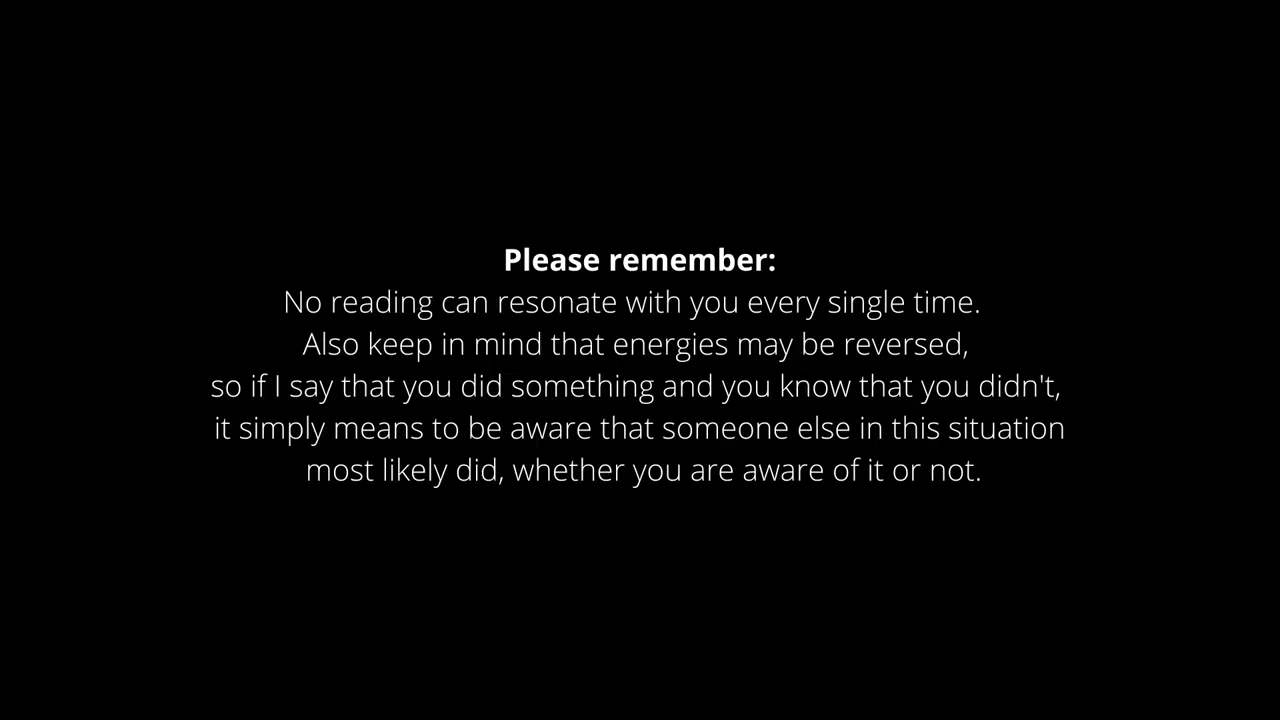 Please remember:
No reading can resonate with you every single time.
Also keep in mind that energies may be reversed,
so if I say that you did something and you know that you didn't,
it simply means to be aware that someone else in this situation
most likely did, whether you are aware of it or not.